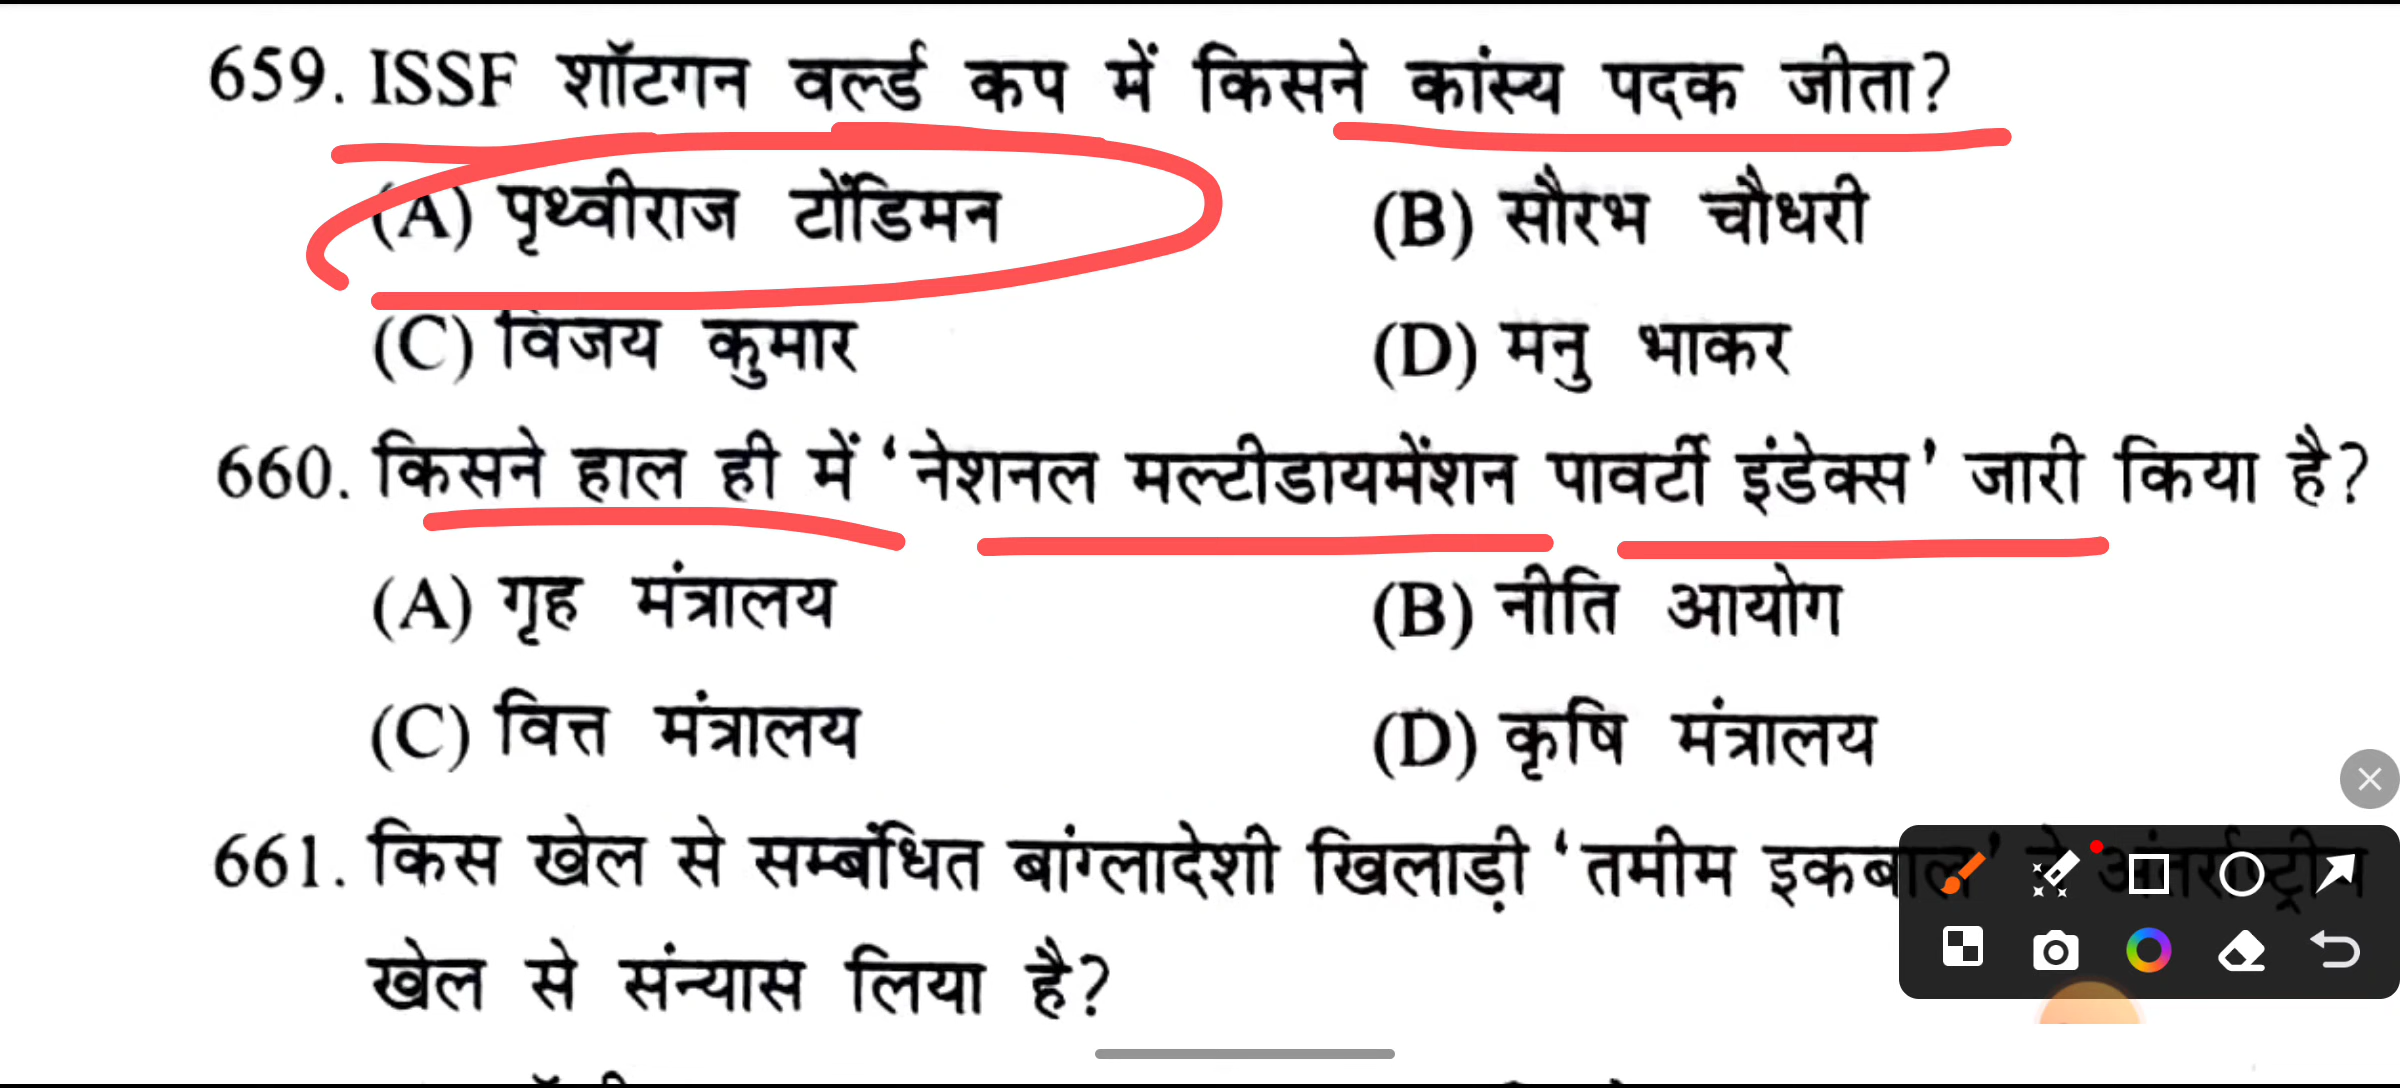 659. ISSF शॉटगन वर्ल्ड कप में किसने कांस्य पदक जीता?
(A) पृथ्वीराज टोंडिमन (B) सौरभ चौधरी
(C) विजय कुमार (D) मनु भाकर
660. किसने हाल ही में ‘नेशनल मल्टीडायमेंशन पावर्टी इंडेक्स’ जारी किया है?
(A) गृह मंत्रालय (B) नीति आयोग
(C) वित्त मंत्रालय (D) कृषि मंत्रालय
661. किस खेल से सम्बंधित बांग्लादेशी खिलाड़ी ‘तमीम इकबाल’ ने अंतर्राष्ट्रीय
खेल से संन्यास लिया है?